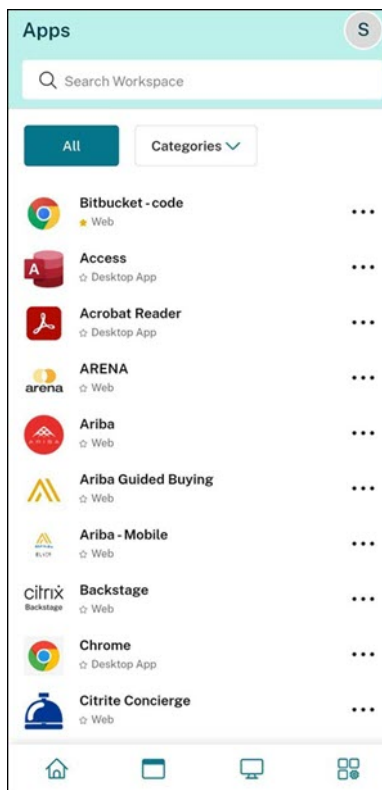 Apps
S
Search Workspace
All
Categories
Bitbucket - code
Web
A
Access
Desktop App
Acrobat Reader
Desktop App
arena
ARENA
Web
ARIBA
Ariba
Web
Ariba Guided Buying
Web
Ariba - Mobile
Web
citrix
Backstage
Backstage
Web
Chrome
Desktop App
Citrite Concierge
Web